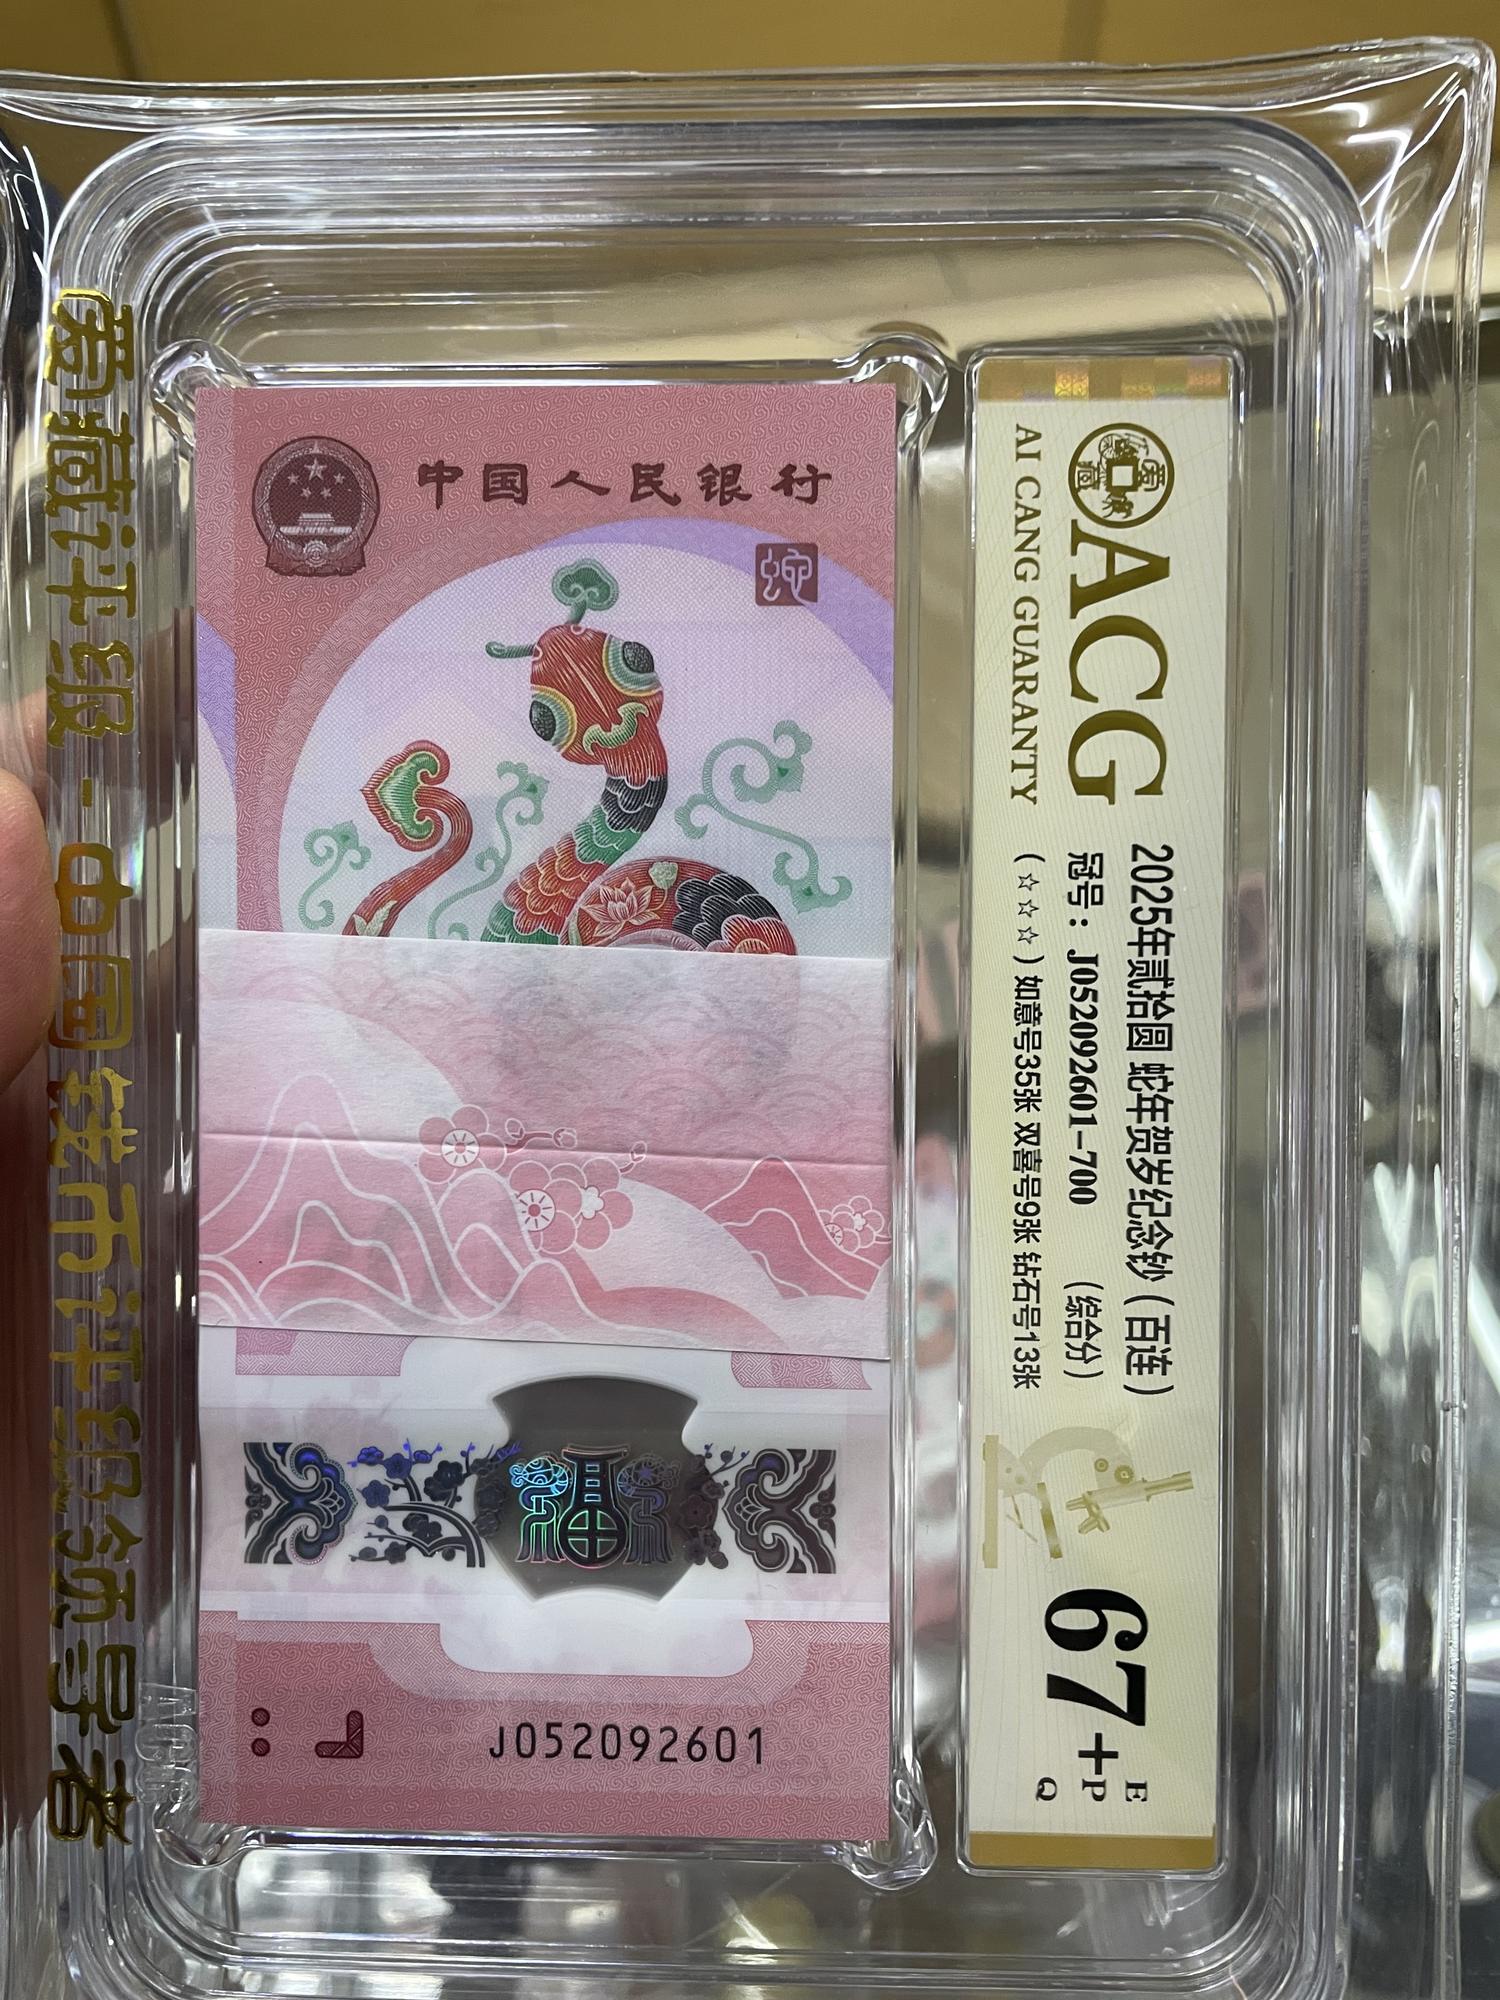 爱藏评级-中国钱币评级领导者
中国人民银行
蛇
J052092601
爱藏
ACG
AI CANG GUARANTY
2025年贰拾圆 蛇年贺岁纪念钞（百连）
冠号：J052092601-700 （综合分）
（☆☆☆）如意号35张 双喜号9张 钻石号13张
67+
E
P
Q
ACG